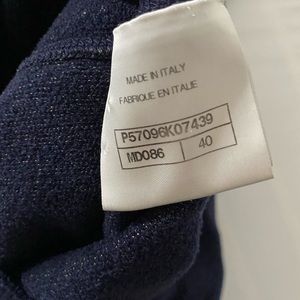 MADE IN ITALY
FABRIQUE EN ITALIE
P57096K07439
MD086 40